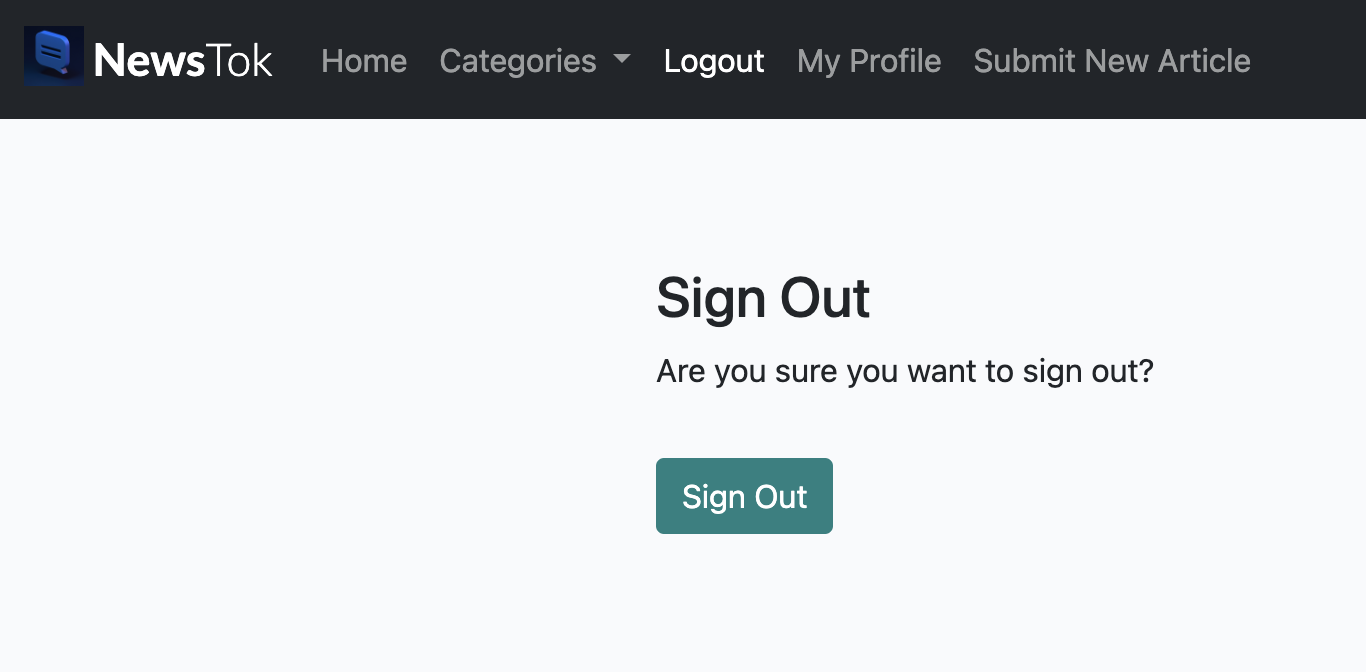 NewsTok Home Categories Logout My Profile Submit New Article
Sign Out
Are you sure you want to sign out?
Sign Out